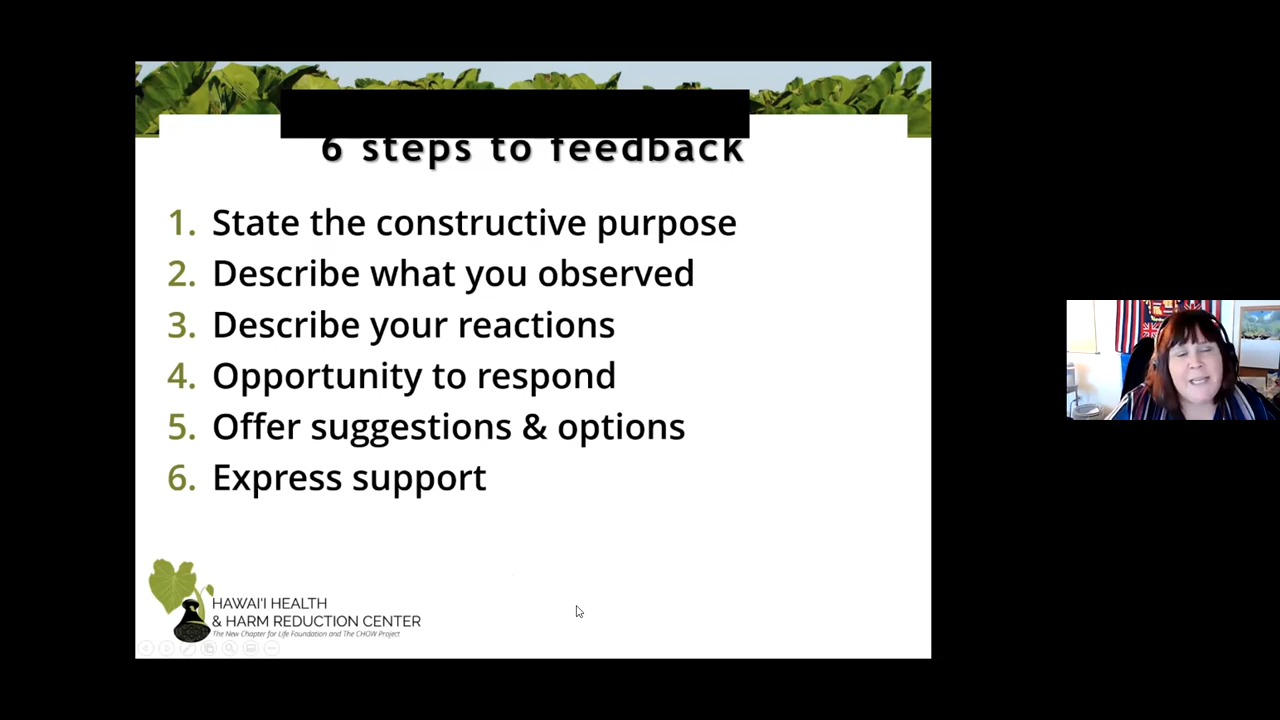 6 steps to feedback
1. State the constructive purpose
2. Describe what you observed
3. Describe your reactions
4. Opportunity to respond
5. Offer suggestions & options
6. Express support
HAWAI'I HEALTH
& HARM REDUCTION CENTER
The New Chapter for Life Foundation and The CHOW Project